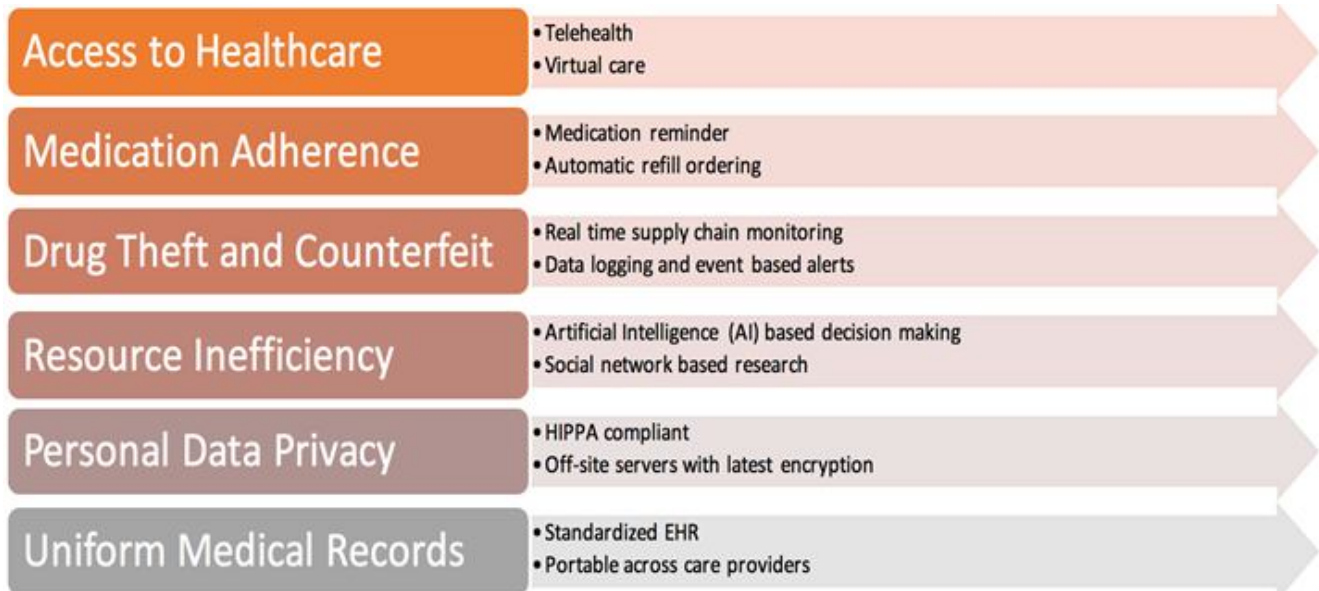 Access to Healthcare
• Telehealth
• Virtual care
Medication Adherence
• Medication reminder
• Automatic refill ordering
Drug Theft and Counterfeit
• Real time supply chain monitoring
• Data logging and event based alerts
Resource Inefficiency
• Artificial Intelligence (AI) based decision making
• Social network based research
Personal Data Privacy
• HIPPA compliant
• Off-site servers with latest encryption
Uniform Medical Records
• Standardized EHR
• Portable across care providers